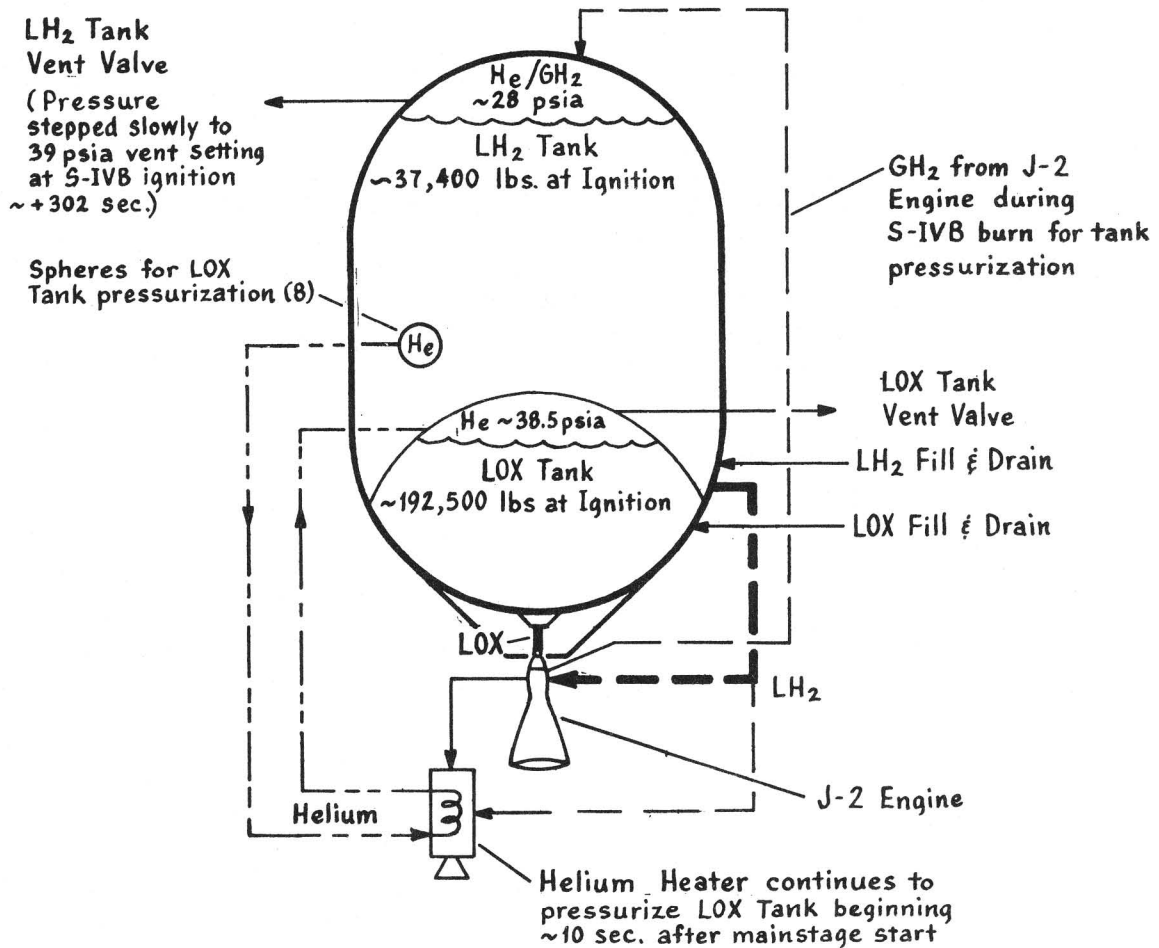 LH₂ Tank
Vent Valve
(Pressure
stepped slowly to
39 psia vent setting
at S-IVB ignition
~ +302 sec.)
He/GH₂
~28 psia
LH₂ Tank
~37,400 lbs. at Ignition
GH₂ from J-2
Engine during
S-IVB burn for tank
pressurization
Spheres for LOX
Tank pressurization (8)
He
He ~38.5 psia
LOX Tank
~192,500 lbs at Ignition
LOX Tank
Vent Valve
LH₂ Fill & Drain
LOX Fill & Drain
LOX
LH₂
J-2 Engine
Helium
Helium Heater continues to
pressurize LOX Tank beginning
~10 sec. after mainstage start